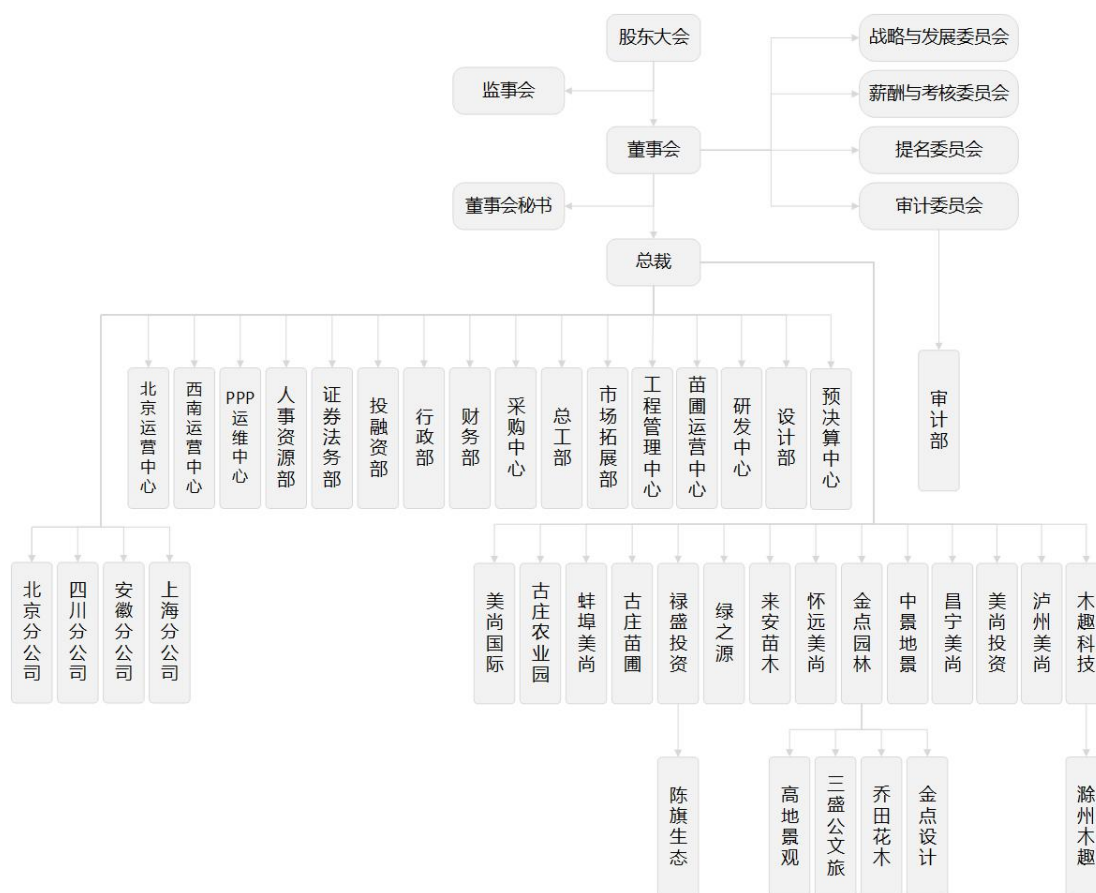 股东大会
战略与发展委员会
监事会
薪酬与考核委员会
董事会
提名委员会
董事会秘书
审计委员会
总裁
北京运营中心
西南运营中心
PPP运维中心
人事资源部
证券法务部
投融资部
行政部
财务部
采购中心
总工部
市场拓展部
工程管理中心
苗圃运营中心
研发中心
设计部
预决算中心
审计部
北京分公司
四川分公司
安徽分公司
上海分公司
美尚国际
古庄农业园
蚌埠美尚
古庄苗圃
禄盛投资
绿之源
来安苗木
怀远美尚
金点园林
中景地景
昌宁美尚
美尚投资
泸州美尚
木趣科技
陈旗生态
高地景观
三盛公文旅
乔田花木
金点设计
滁州木趣